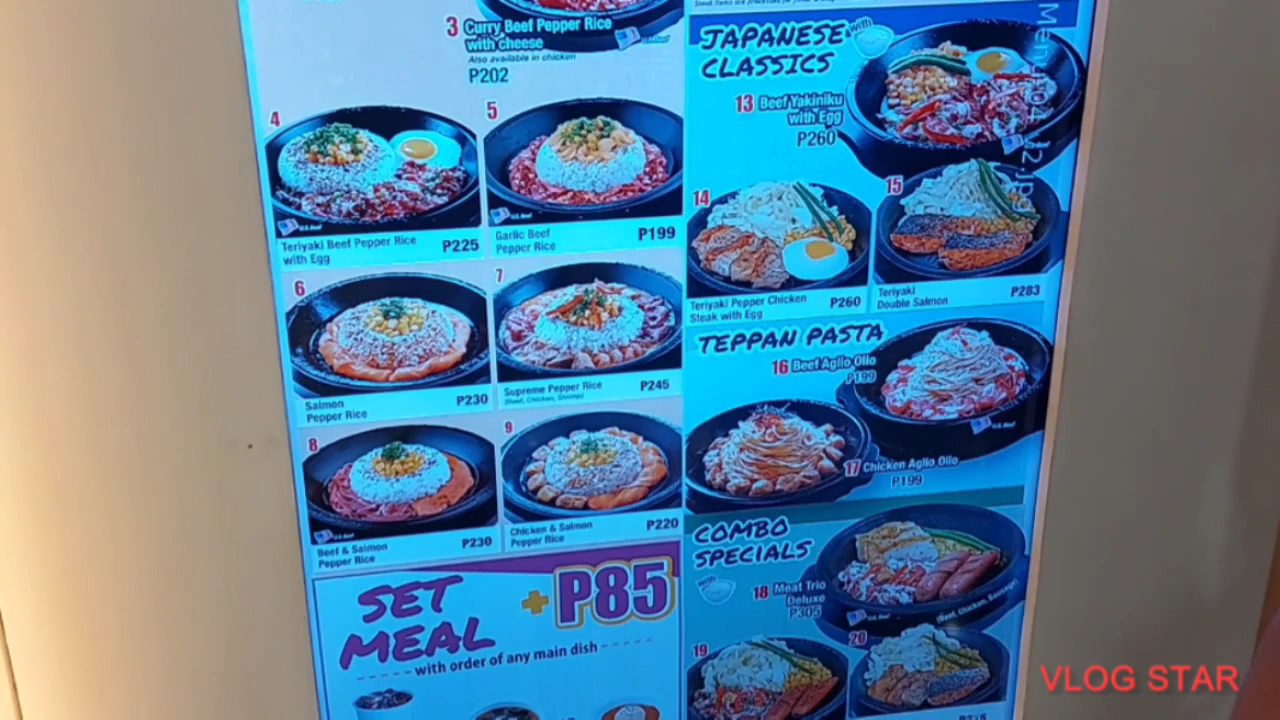 3 Curry Beef Pepper Rice
with Cheese
Also available in chicken
P202
4
Teriyaki Beef Pepper Rice
with Egg
P225
5
Garlic Beef
Pepper Rice
P199
6
Salmon
Pepper Rice
P230
7
Supreme Pepper Rice
(Beef, Chicken, Shrimp)
P245
8
Beef & Salmon
Pepper Rice
P230
9
Chicken & Salmon
Pepper Rice
P220
SET
MEAL
+P85
with order of any main dish
JAPANESE
CLASSICS
with
13 Beef Yakiniku
with Egg
P260
14
Teriyaki Pepper Chicken
Steak with Egg
P260
15
Teriyaki
Double Salmon
P283
TEPPAN PASTA
16 Beef Aglio Olio
P199
17 Chicken Aglio Olio
P199
COMBO
SPECIALS
with
18 Meat Trio
Deluxe
P305
(Beef, Chicken, Sausage)
19
20
VLOG STAR